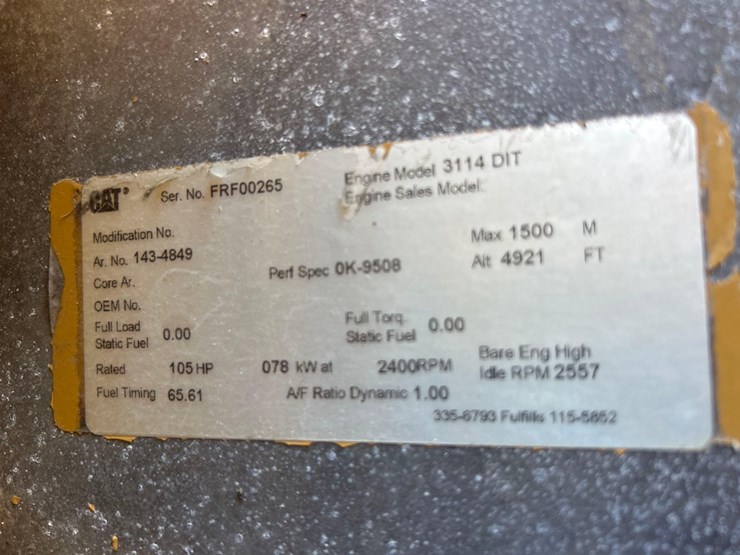 CAT® Ser. No. FRF00265 Engine Model 3114 DIT
Engine Sales Model:
Modification No. Max 1500 M
Ar. No. 143-4849 Perf Spec 0K-9508 Alt 4921 FT
Core Ar.
OEM No.
Full Load Static Fuel 0.00 Full Torq Static Fuel 0.00
Rated 105 HP 078 kW at 2400RPM Bare Eng High Idle RPM 2557
Fuel Timing 65.61 A/F Ratio Dynamic 1.00
335-6793 Fulfills 115-5852